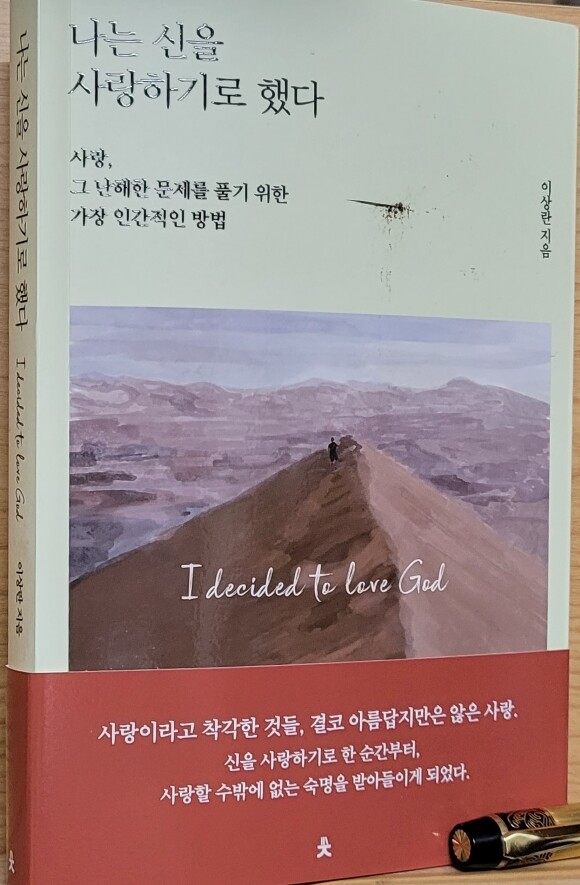 나는 신을
사랑하기로 했다
사랑,
그 난해한 문제를 풀기 위한
가장 인간적인 방법
이상란 지음
I decided to love God
사랑이라고 착각한 것들, 결코 아름답지만은 않은 사랑.
신을 사랑하기로 한 순간부터,
사랑할 수밖에 없는 숙명을 받아들이게 되었다.
나는 신을 사랑하기로 했다
I decided to love God
이상란 지음